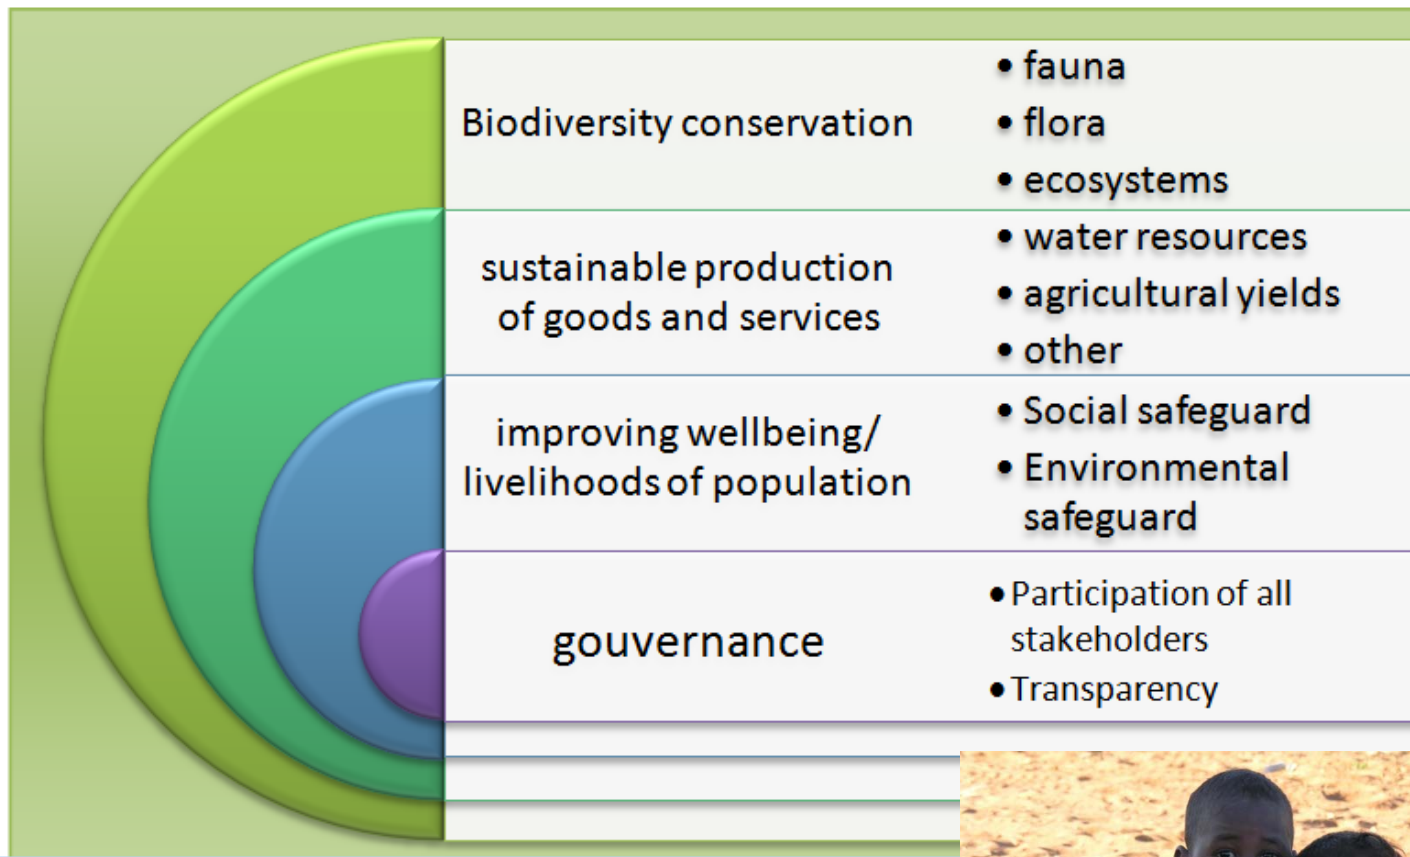 Biodiversity conservation
• fauna
• flora
• ecosystems
sustainable production
of goods and services
• water resources
• agricultural yields
• other
improving wellbeing/
livelihoods of population
• Social safeguard
• Environmental
safeguard
gouvernance
• Participation of all
stakeholders
• Transparency